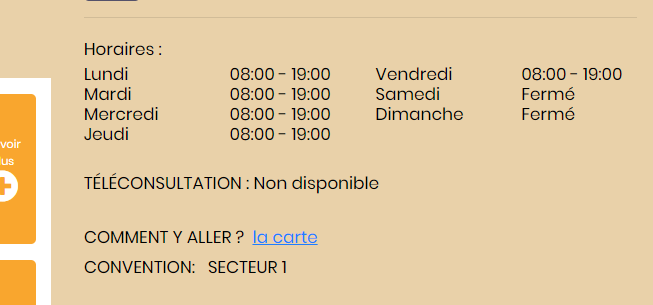 Horaires :
Lundi 08:00 - 19:00 Vendredi 08:00 - 19:00
Mardi 08:00 - 19:00 Samedi Fermé
Mercredi 08:00 - 19:00 Dimanche Fermé
Jeudi 08:00 - 19:00
TÉLÉCONSULTATION : Non disponible
COMMENT Y ALLER ? la carte
CONVENTION: SECTEUR 1